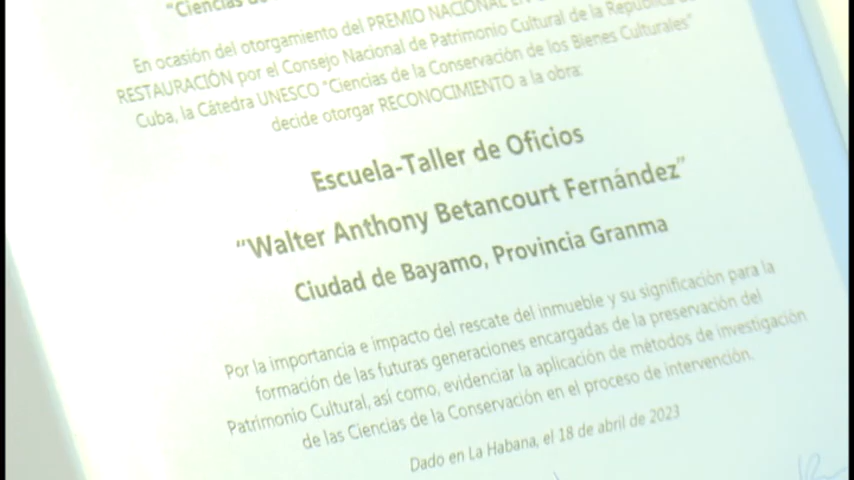 "Ciencias de
En ocasión del otorgamiento del PREMIO NACIONAL EN
RESTAURACIÓN por el Consejo Nacional de Patrimonio Cultural de la República de
Cuba, la Cátedra UNESCO "Ciencias de la Conservación de los Bienes Culturales"
decide otorgar RECONOCIMIENTO a la obra:
Escuela-Taller de Oficios
"Walter Anthony Betancourt Fernández"
Ciudad de Bayamo, Provincia Granma
Por la importancia e impacto del rescate del inmueble y su significación para la
formación de las futuras generaciones encargadas de la preservación del
Patrimonio Cultural, así como, evidenciar la aplicación de métodos de investigación
de las Ciencias de la Conservación en el proceso de intervención.
Dado en La Habana, el 18 de abril de 2023